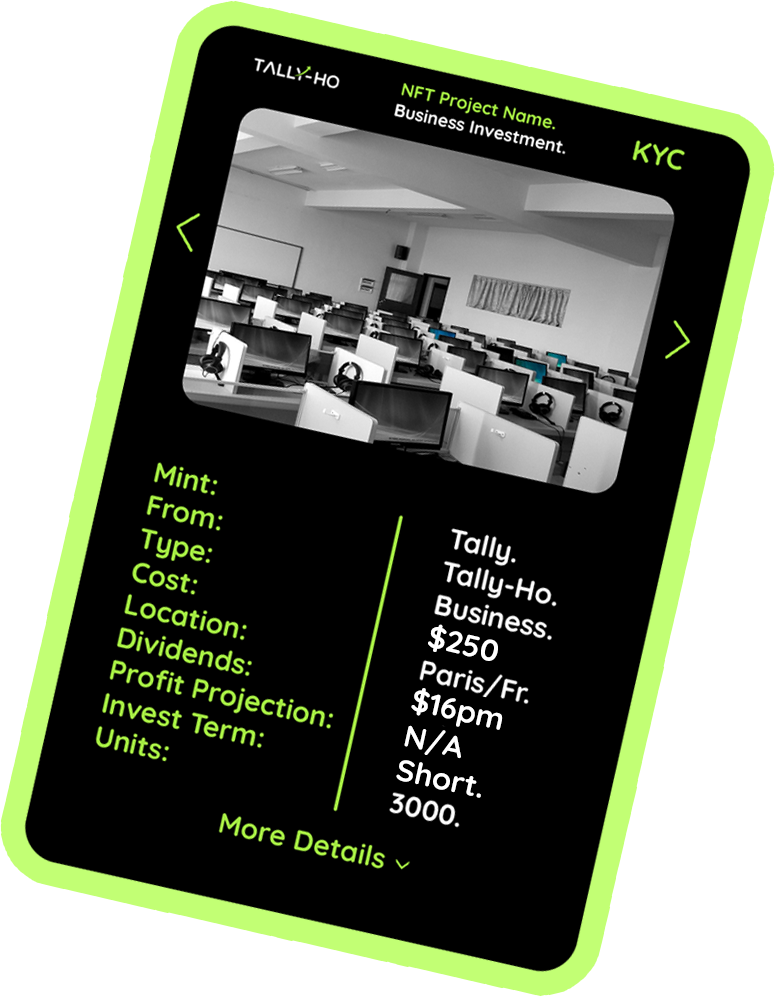 TALLY-HO
NFT Project Name.
Business Investment.
KYC
Mint:
From:
Type:
Cost:
Location:
Dividends:
Profit Projection:
Invest Term:
Units:
Tally.
Tally-Ho.
Business.
$250
Paris/Fr.
$16pm
N/A
Short.
3000.
More Details